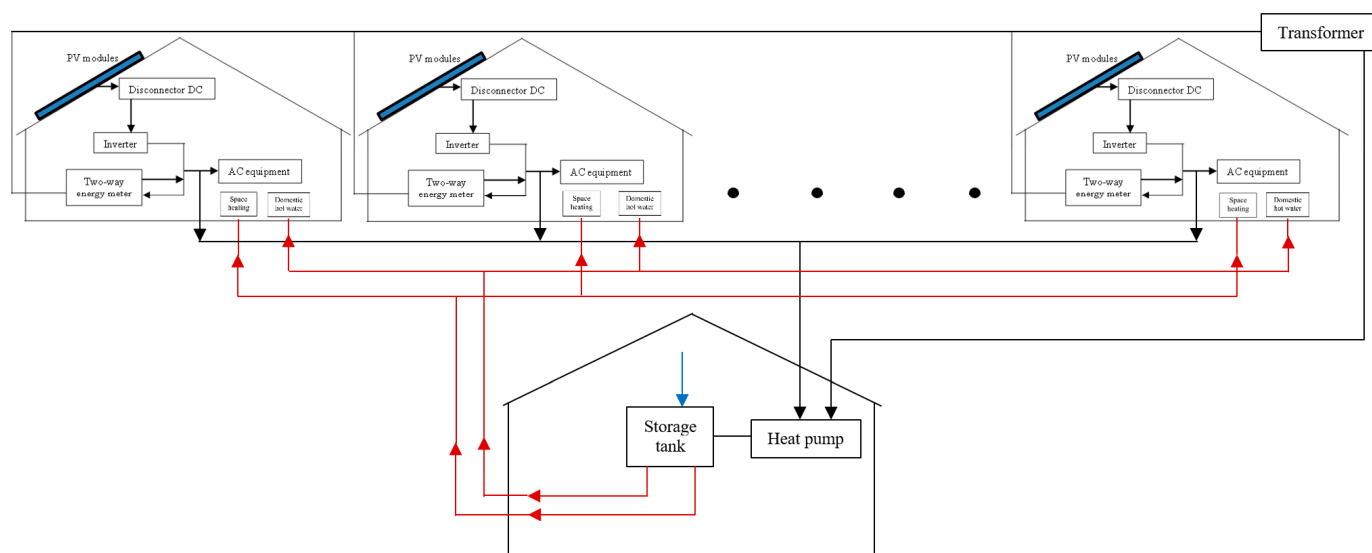 Transformer
PV modules
Disconnector DC
Inverter
AC equipment
Two-way
energy meter
Space
heating
Domestic
hot water
PV modules
Disconnector DC
Inverter
AC equipment
Two-way
energy meter
Space
heating
Domestic
hot water
PV modules
Disconnector DC
Inverter
AC equipment
Two-way
energy meter
Space
heating
Domestic
hot water
Storage
tank
Heat pump